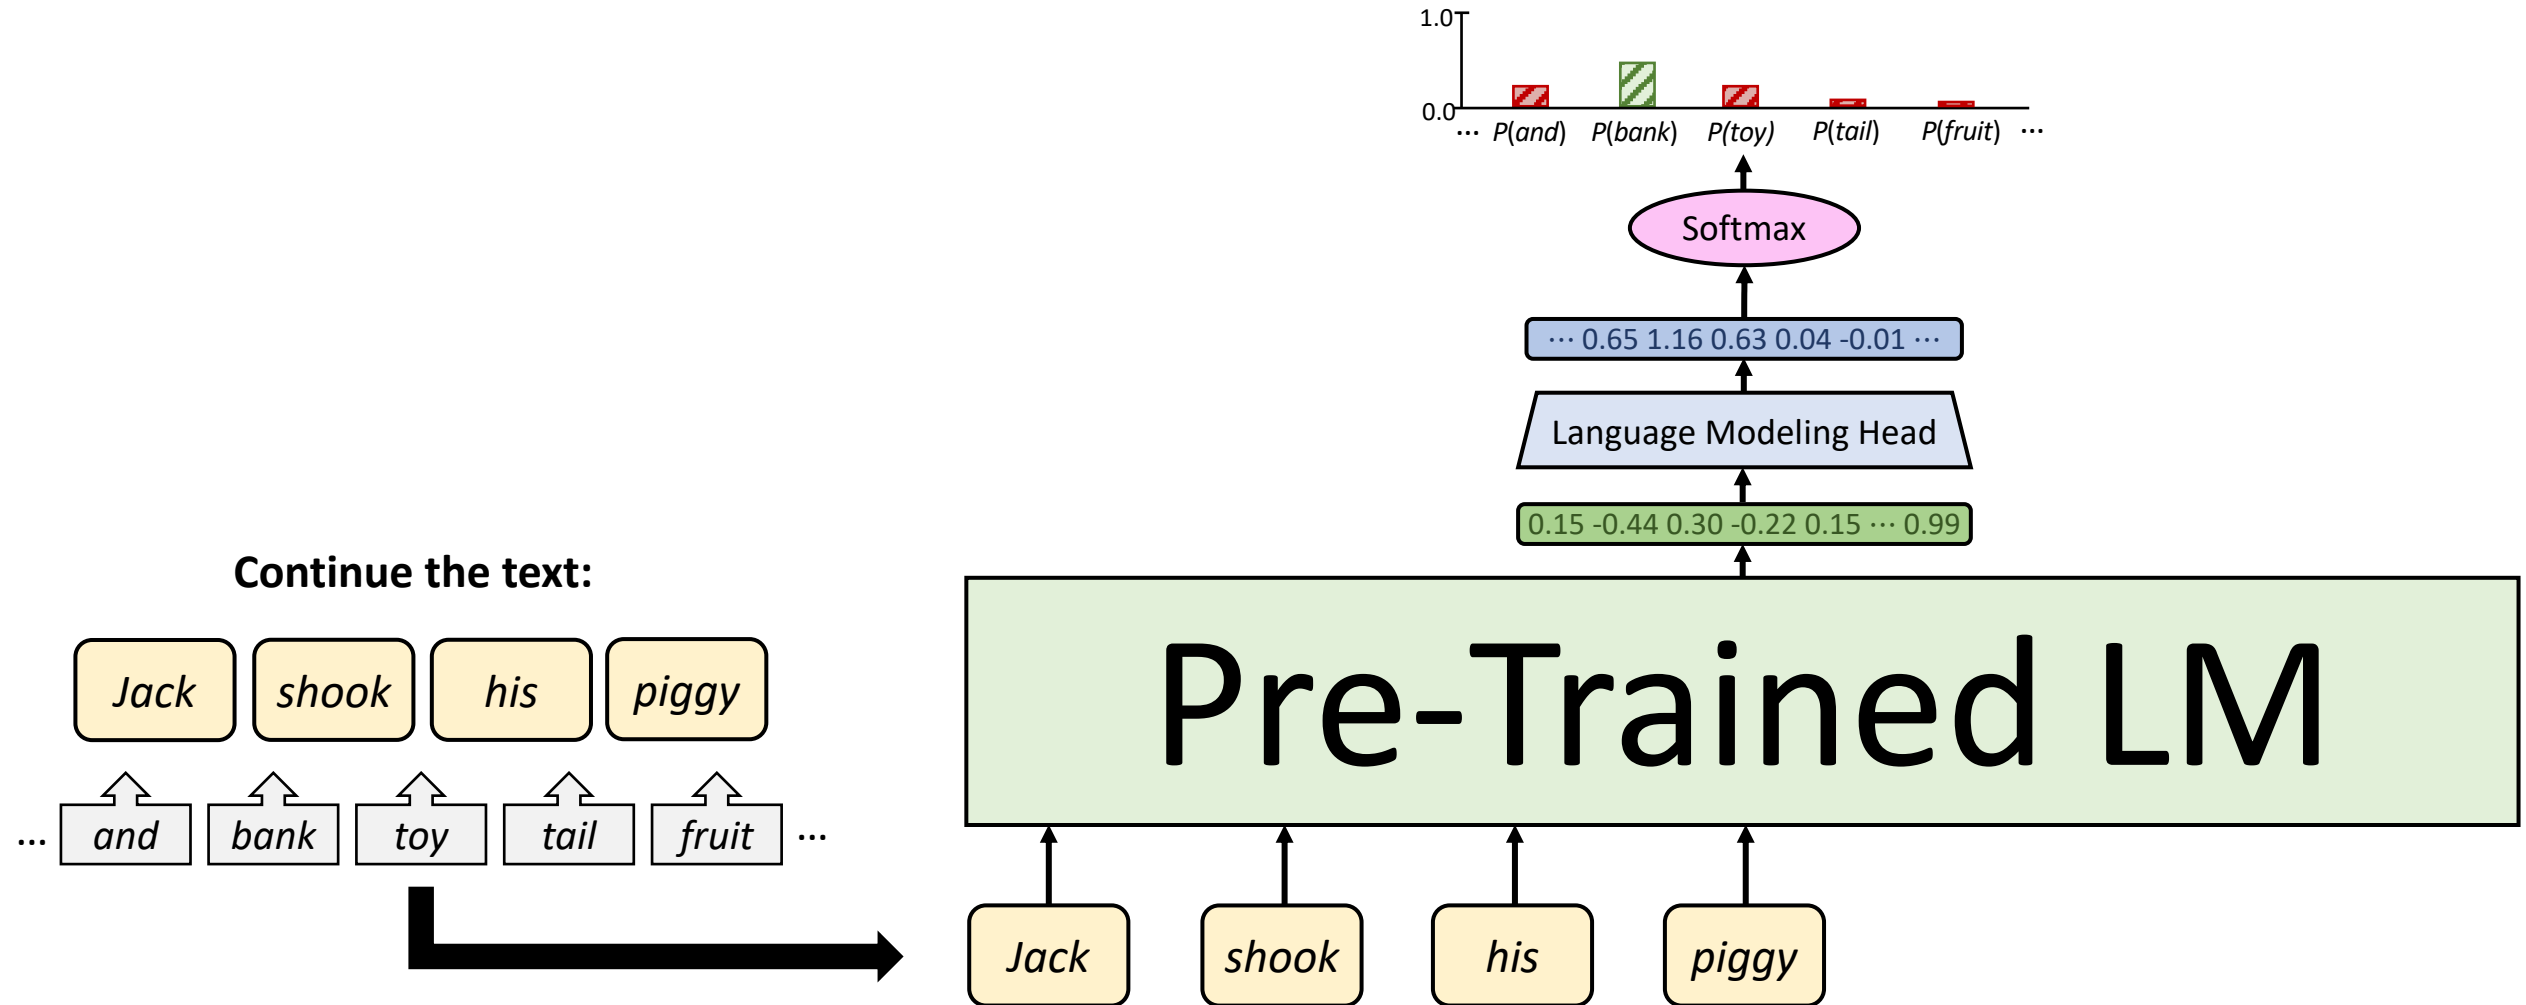 Continue the text:
Jack shook his piggy
... and bank toy tail fruit ...
1.0
0.0
... P(and) P(bank) P(toy) P(tail) P(fruit) ...
Softmax
... 0.65 1.16 0.63 0.04 -0.01 ...
Language Modeling Head
0.15 -0.44 0.30 -0.22 0.15 ... 0.99
Pre-Trained LM
Jack shook his piggy